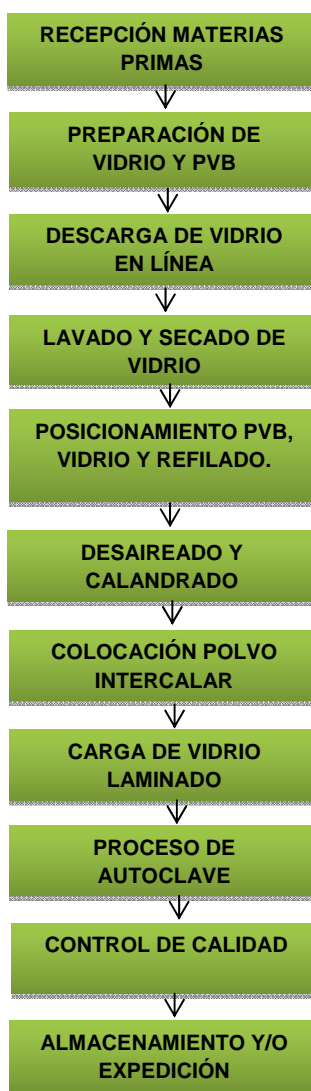 RECEPCIÓN MATERIAS
PRIMAS
PREPARACIÓN DE
VIDRIO Y PVB
DESCARGA DE VIDRIO
EN LÍNEA
LAVADO Y SECADO DE
VIDRIO
POSICIONAMIENTO PVB,
VIDRIO Y REFILADO.
DESAIREADO Y
CALANDRADO
COLOCACIÓN POLVO
INTERCALAR
CARGA DE VIDRIO
LAMINADO
PROCESO DE
AUTOCLAVE
CONTROL DE CALIDAD
ALMACENAMIENTO Y/O
EXPEDICIÓN